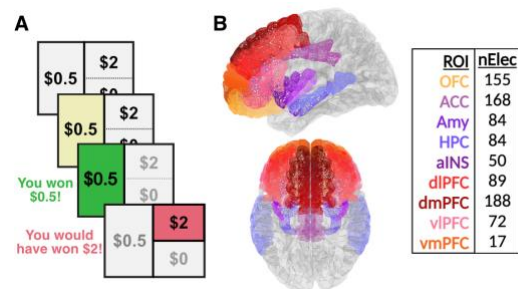 A
B
$0.5
$2
$0
$0.5
$2
You won
$0.5!
$0.5
$2
$0
You would
have won $2!
$0.5
$2
$0
ROI nElec
OFC 155
ACC 168
Amy 84
HPC 84
aINS 50
dlPFC 89
dmPFC 188
vlPFC 72
vmPFC 17